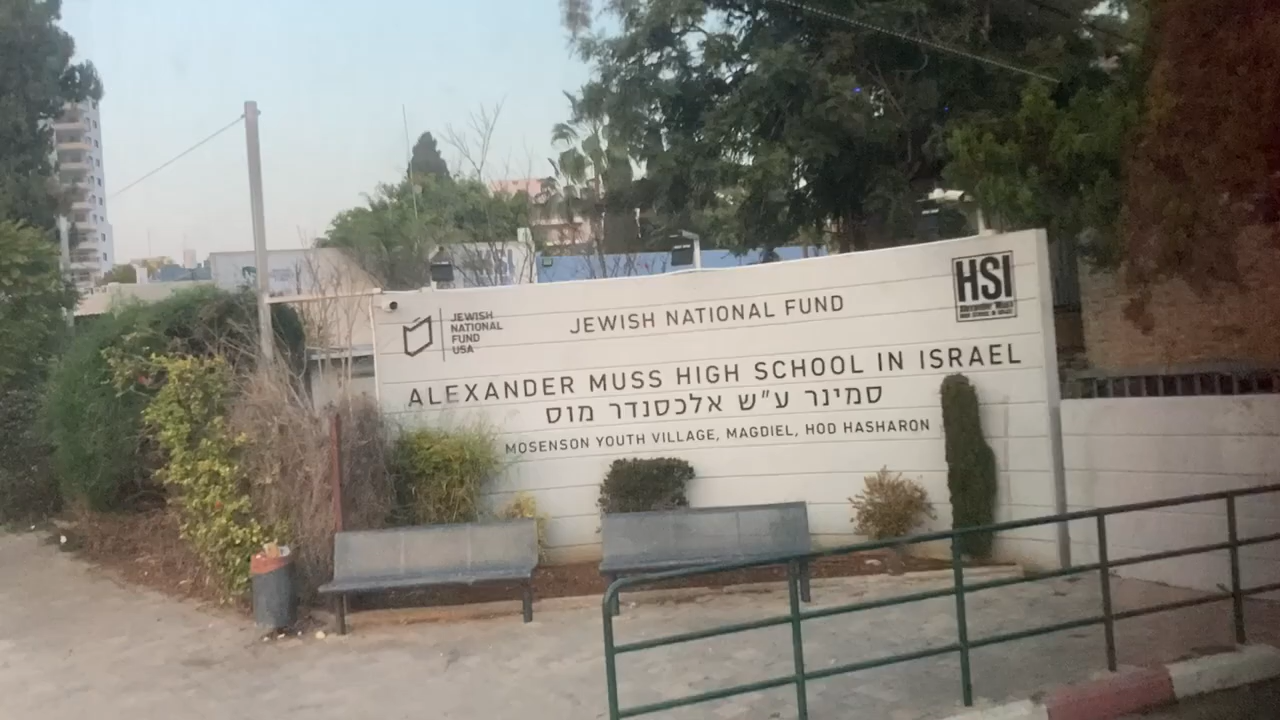 JEWISH
NATIONAL
FUND
USA
JEWISH NATIONAL FUND
HSI
ALEXANDER MUSS HIGH SCHOOL IN ISRAEL
סמינר ע"ש אלכסנדר מוס
MOSENSON YOUTH VILLAGE, MAGDIEL, HOD HASHARON